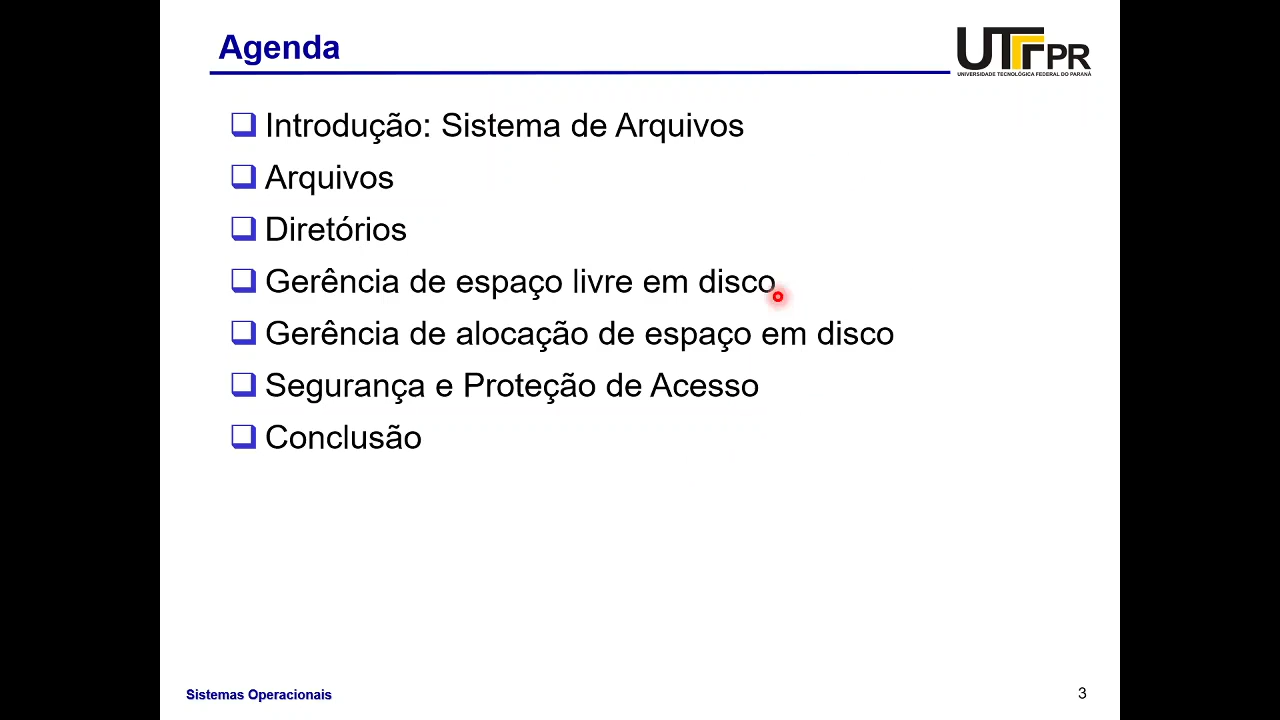 Agenda
UTFPR
UNIVERSIDADE TECNOLÓGICA FEDERAL DO PARANÁ
Introdução: Sistema de Arquivos
Arquivos
Diretórios
Gerência de espaço livre em disco
Gerência de alocação de espaço em disco
Segurança e Proteção de Acesso
Conclusão
Sistemas Operacionais
3